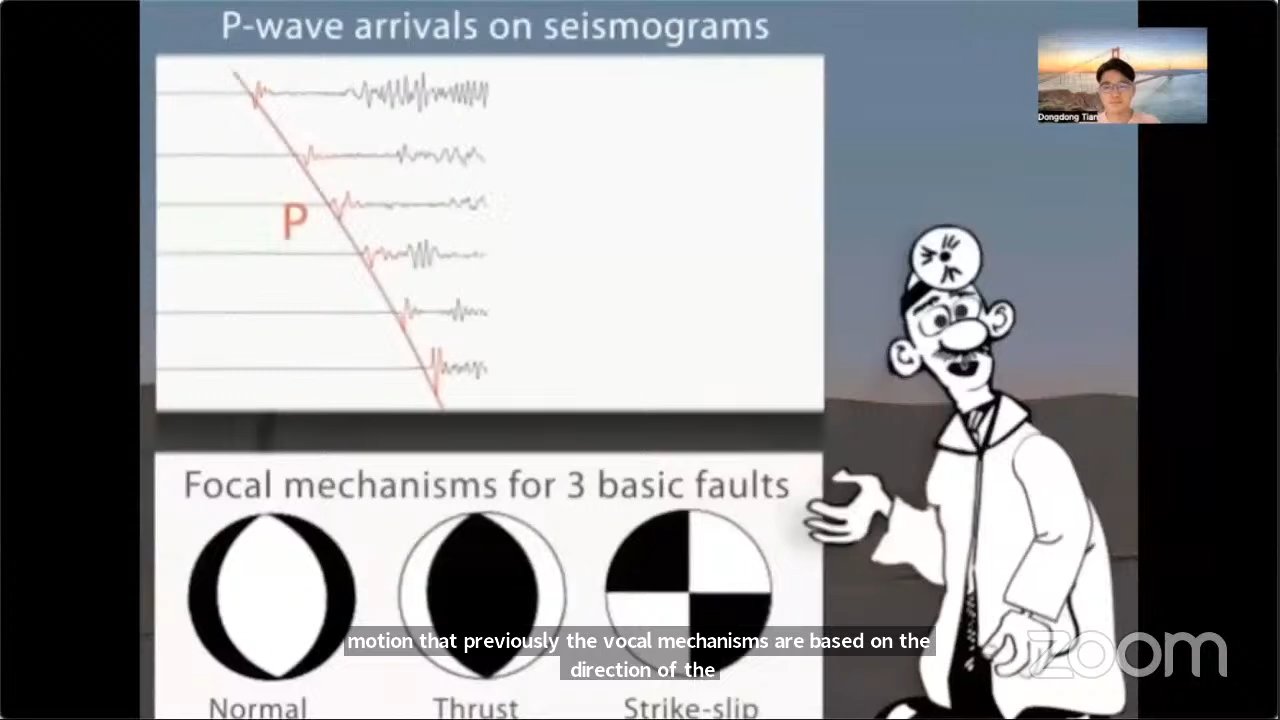 P-wave arrivals on seismograms
Dongdong Tian
P
Focal mechanisms for 3 basic faults
motion that previously the vocal mechanisms are based on the
direction of the
zoom
Normal
Thrust
Strike-slip